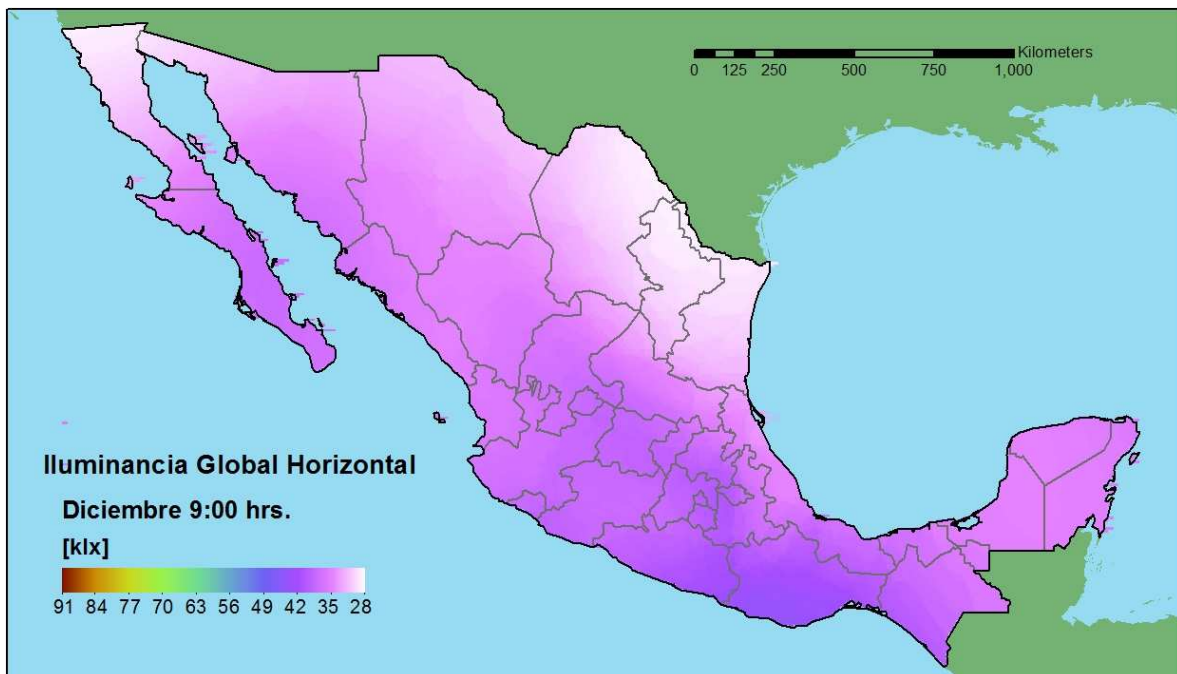 Kilometers
0 125 250 500 750 1,000
Iluminancia Global Horizontal
Diciembre 9:00 hrs.
[klx]
91 84 77 70 63 56 49 42 35 28